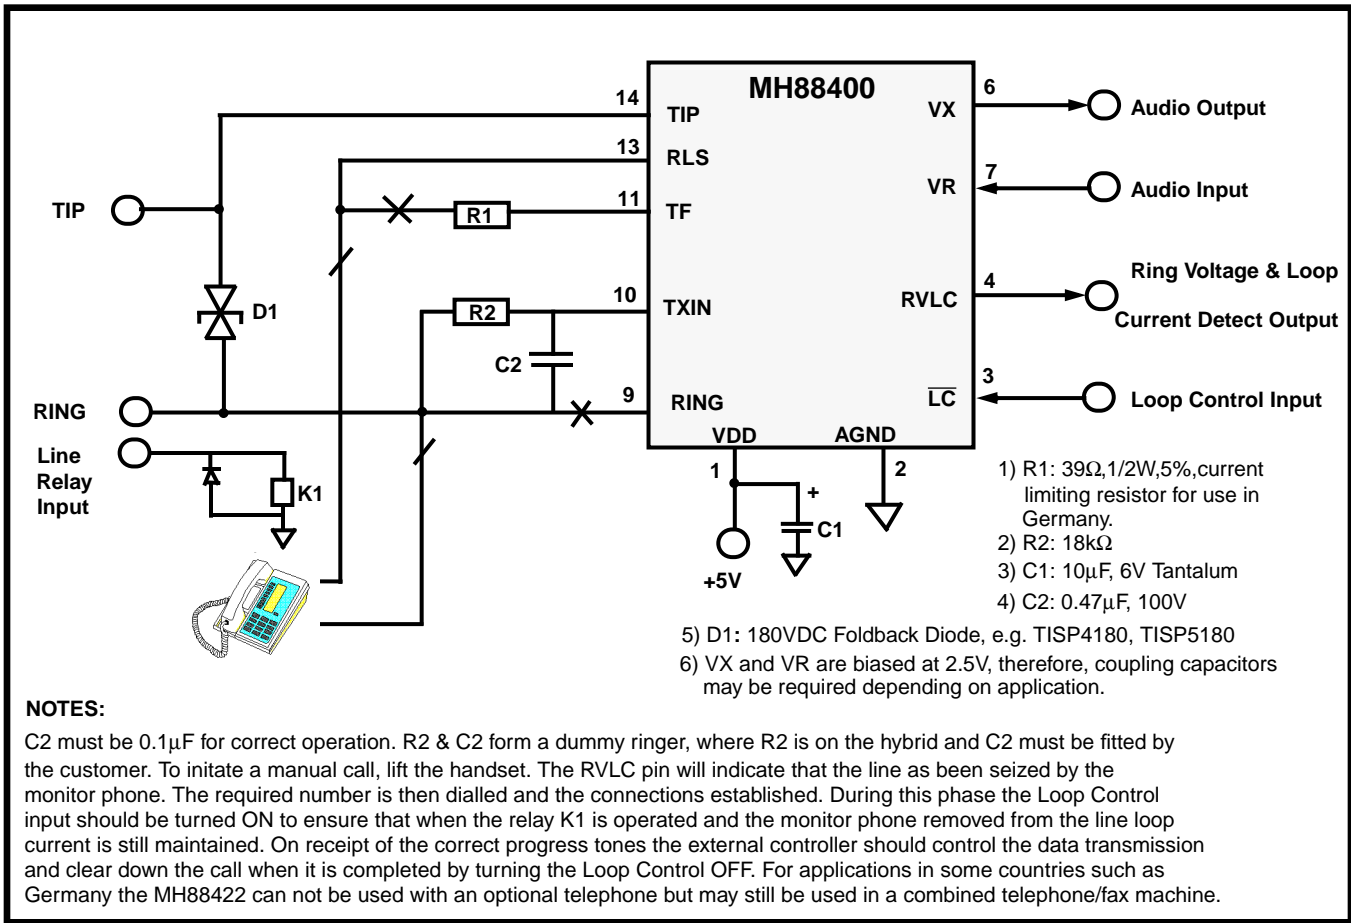 MH88400
14
TIP
13
RLS
11
TF
10
TXIN
9
RING
VDD
1
AGND
2
6
VX
Audio Output
7
VR
Audio Input
4
RVLC
Ring Voltage & Loop
Current Detect Output
3
LC
Loop Control Input
TIP
R1
D1
R2
C2
RING
Line
Relay
Input
K1
+
C1
+5V
1) R1: 39Ω,1/2W,5%,current
limiting resistor for use in
Germany.
2) R2: 18kΩ
3) C1: 10µF, 6V Tantalum
4) C2: 0.47µF, 100V
5) D1: 180VDC Foldback Diode, e.g. TISP4180, TISP5180
6) VX and VR are biased at 2.5V, therefore, coupling capacitors
may be required depending on application.
NOTES:
C2 must be 0.1µF for correct operation. R2 & C2 form a dummy ringer, where R2 is on the hybrid and C2 must be fitted by
the customer. To initate a manual call, lift the handset. The RVLC pin will indicate that the line as been seized by the
monitor phone. The required number is then dialled and the connections established. During this phase the Loop Control
input should be turned ON to ensure that when the relay K1 is operated and the monitor phone removed from the line loop
current is still maintained. On receipt of the correct progress tones the external controller should control the data transmission
and clear down the call when it is completed by turning the Loop Control OFF. For applications in some countries such as
Germany the MH88422 can not be used with an optional telephone but may still be used in a combined telephone/fax machine.